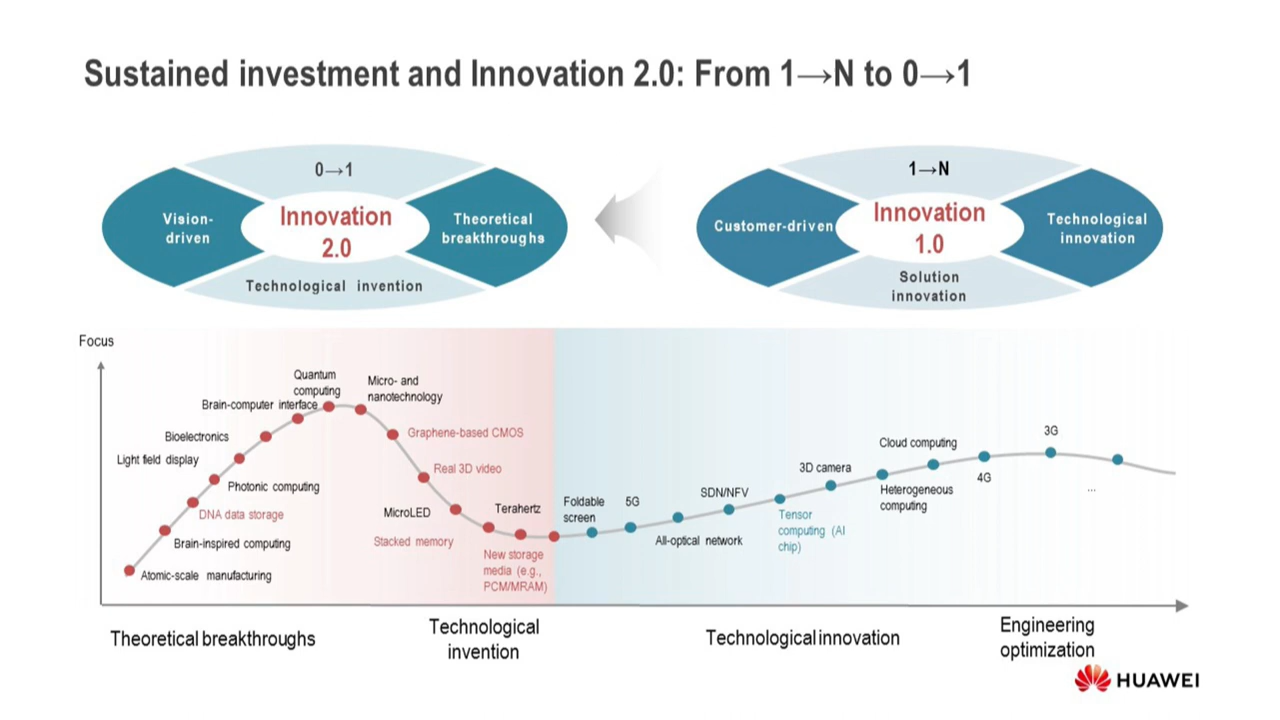 Sustained investment and Innovation 2.0: From 1→N to 0→1
0→1
Vision-
driven
Innovation
2.0
Theoretical
breakthroughs
Technological invention
1→N
Customer-driven
Innovation
1.0
Technological
innovation
Solution
innovation
Focus
Quantum
computing
Micro- and
nanotechnology
Brain-computer interface
Bioelectronics
Graphene-based CMOS
Light field display
Real 3D video
Photonic computing
DNA data storage
MicroLED
Terahertz
Brain-inspired computing
Stacked memory
New storage
media (e.g.,
PCM/MRAM)
Atomic-scale manufacturing
Foldable
screen
5G
SDN/NFV
All-optical network
3D camera
Tensor
computing (AI
chip)
Cloud computing
Heterogeneous
computing
4G
3G
...
Theoretical breakthroughs
Technological
invention
Technological innovation
Engineering
optimization
HUAWEI